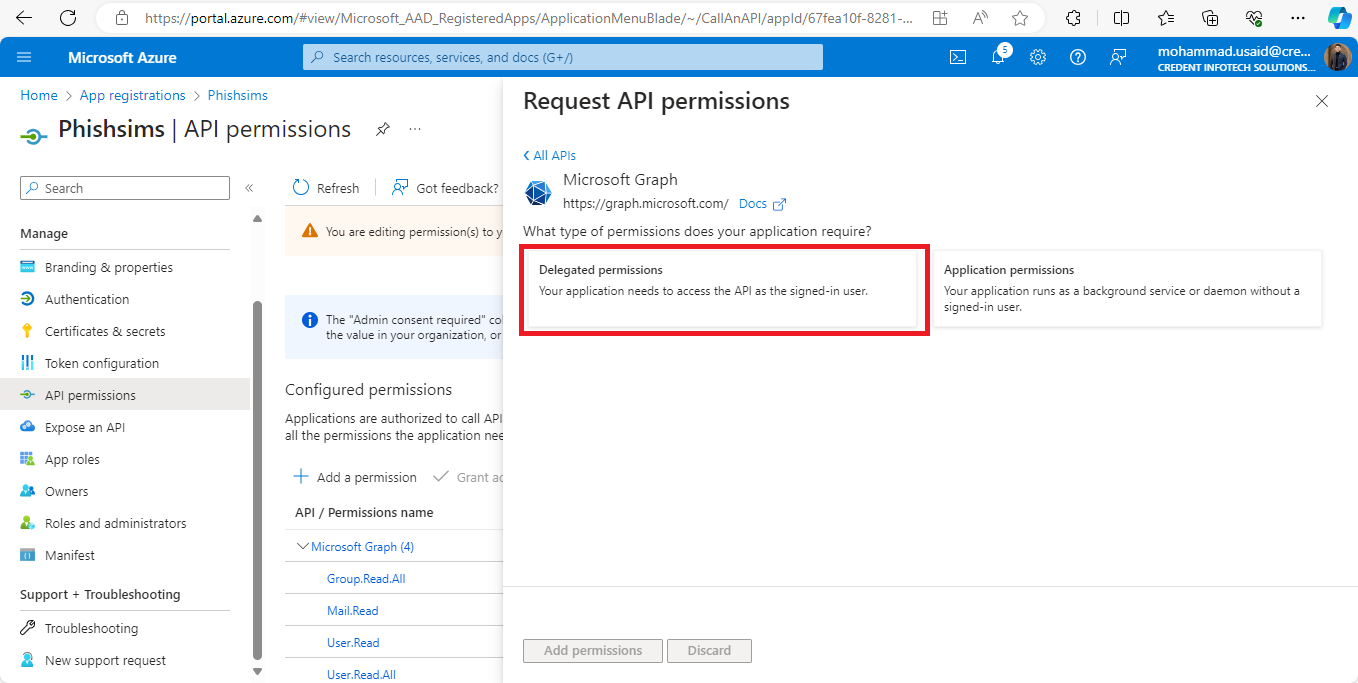 https://portal.azure.com/#view/Microsoft_AAD_RegisteredApps/ApplicationMenuBlade/~/CallAnAPI/appId/67fea10f-8281-...
Microsoft Azure
Search resources, services, and docs (G+/)
5
mohammad.usaid@cre...
CREDENT INFOTECH SOLUTIONS...
Home > App registrations > Phishsims
Phishsims | API permissions
...
Search
«
Manage
Branding & properties
Authentication
Certificates & secrets
Token configuration
API permissions
Expose an API
App roles
Owners
Roles and administrators
Manifest
Support + Troubleshooting
Troubleshooting
New support request
Refresh
Got feedback?
You are editing permission(s) to y
The "Admin consent required" co
the value in your organization, or
Configured permissions
Applications are authorized to call API
all the permissions the application nee
Add a permission
Grant ad
API / Permissions name
Microsoft Graph (4)
Group.Read.All
Mail.Read
User.Read
User.Read.All
Request API permissions
All APIs
Microsoft Graph
https://graph.microsoft.com/ Docs
What type of permissions does your application require?
Delegated permissions
Your application needs to access the API as the signed-in user.
Application permissions
Your application runs as a background service or daemon without a
signed-in user.
Add permissions
Discard